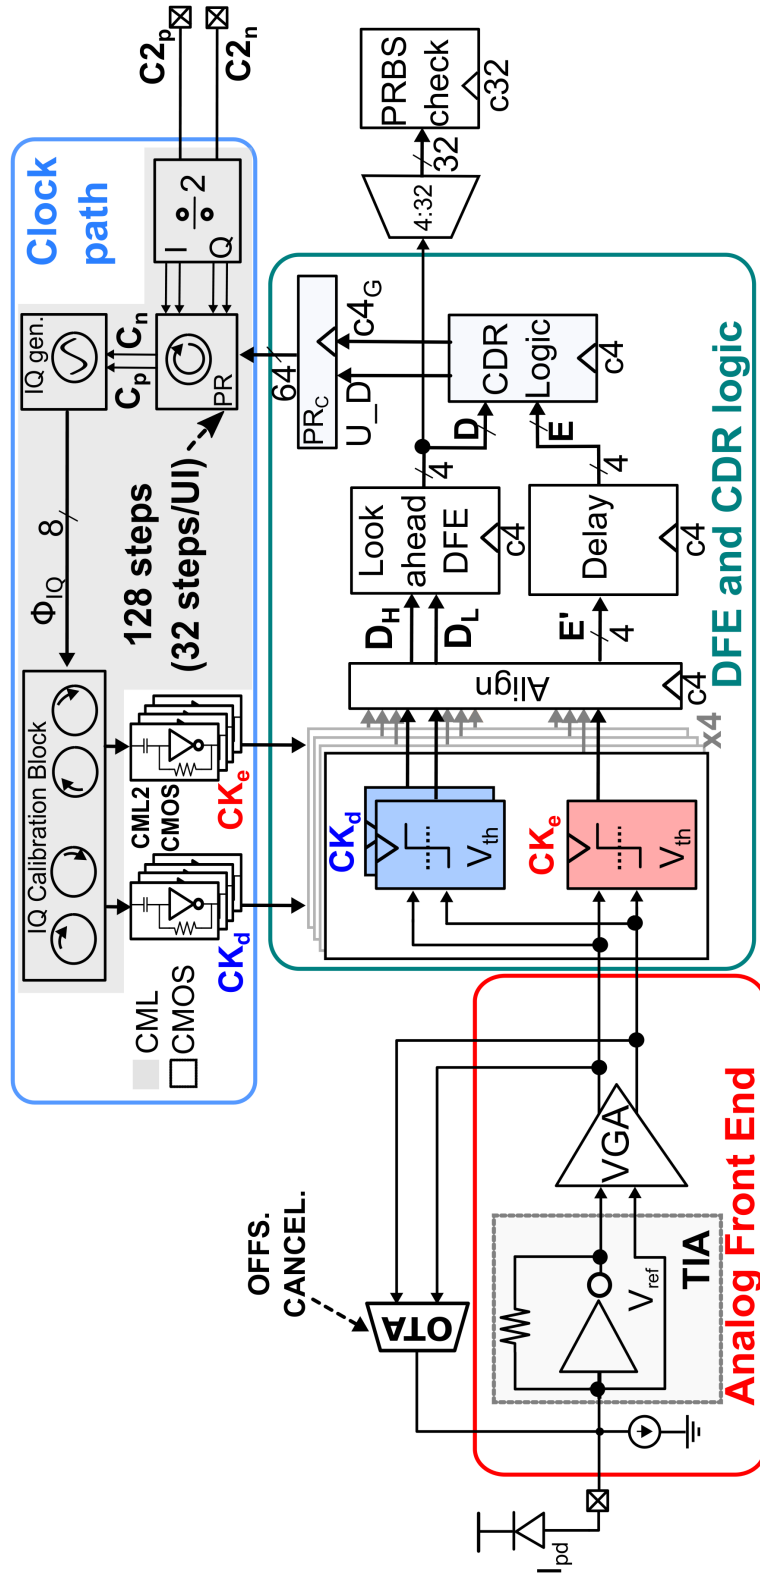 Clock
path
C2p
C2n
÷2
I
Q
IQ gen.
Cp
Cn
PR
ΦIQ
8
128 steps
(32 steps/UI)
IQ Calibration Block
CML2
CMOS
CKe
CKd
CML
CMOS
64
PRC
U_D
c4G
CDR
Logic
c4
PRBS
check
c32
32
4:32
D
E
4
4
Look
ahead
DFE
c4
Delay
c4
DH
DL
E'
4
Align
c4
x4
CKd
Vth
CKe
Vth
DFE and CDR logic
OFFS.
CANCEL.
OTA
VGA
Vref
TIA
Analog Front End
Ipd